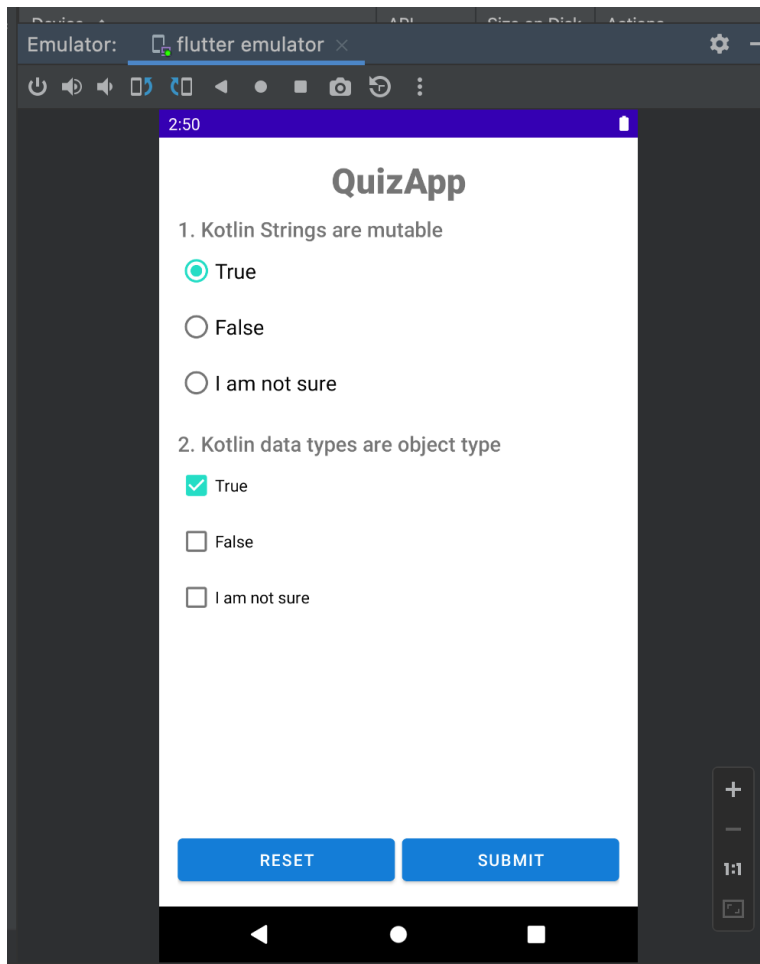 Emulator: flutter emulator
2:50
QuizApp
1. Kotlin Strings are mutable
True
False
I am not sure
2. Kotlin data types are object type
True
False
I am not sure
RESET SUBMIT
1:1